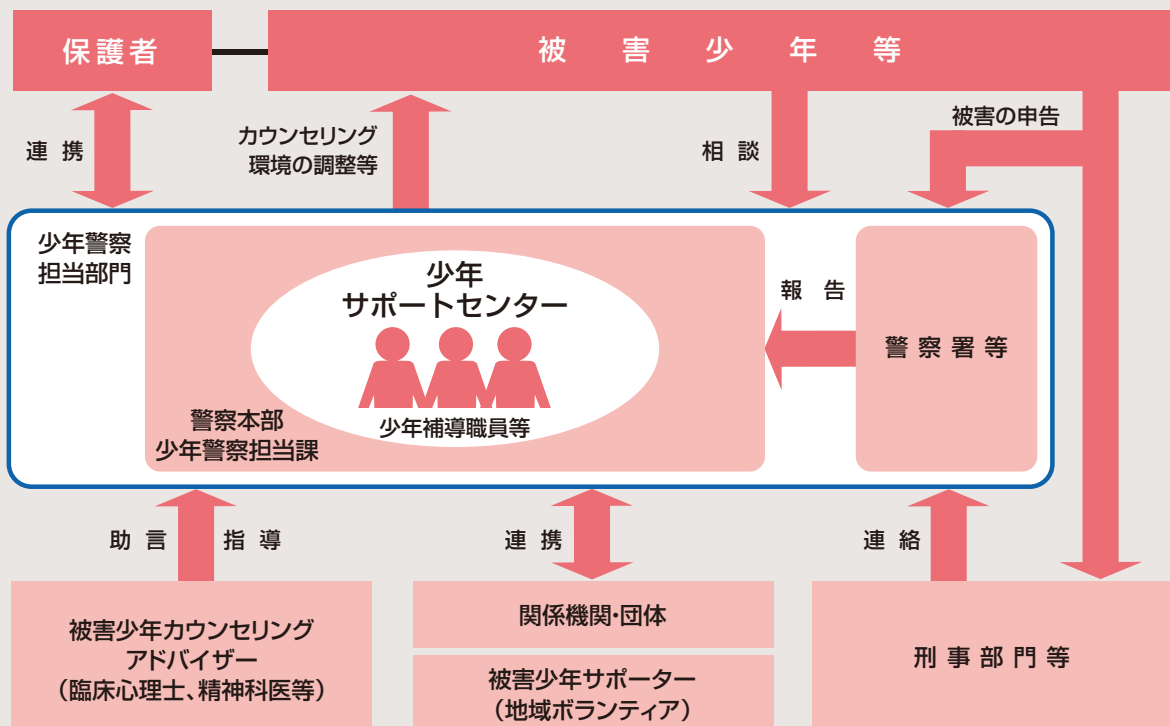 保護者
被害少年等
連携
カウンセリング
環境の調整等
相談
被害の申告
少年警察
担当部門
少年
サポートセンター
少年補導職員等
警察本部
少年警察担当課
報告
警察署等
助言
指導
連携
連絡
被害少年カウンセリング
アドバイザー
（臨床心理士、精神科医等）
関係機関・団体
被害少年サポーター
（地域ボランティア）
刑事部門等